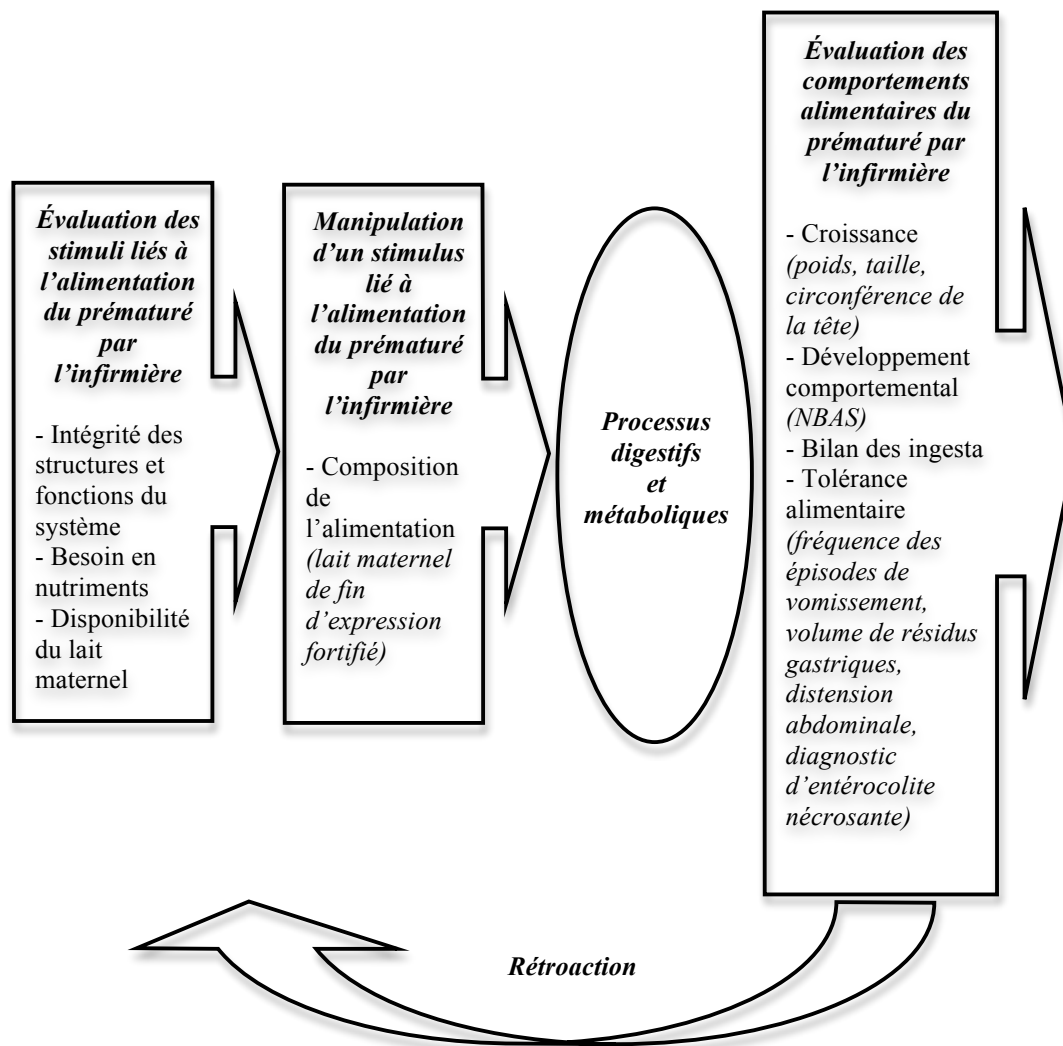 Évaluation des
stimuli liés à
l’alimentation
du prématuré
par
l’infirmière
- Intégrité des
structures et
fonctions du
système
- Besoin en
nutriments
- Disponibilité
du lait
maternel
Manipulation
d’un stimulus
lié à
l’alimentation
du prématuré
par
l’infirmière
- Composition
de
l’alimentation
(lait maternel
de fin
d’expression
fortifié)
Processus
digestifs
et
métaboliques
Évaluation des
comportements
alimentaires du
prématuré par
l’infirmière
- Croissance
(poids, taille,
circonférence de
la tête)
- Développement
comportemental
(NBAS)
- Bilan des ingesta
- Tolérance
alimentaire
(fréquence des
épisodes de
vomissement,
volume de résidus
gastriques,
distension
abdominale,
diagnostic
d’entérocolite
nécrosante)
Rétroaction